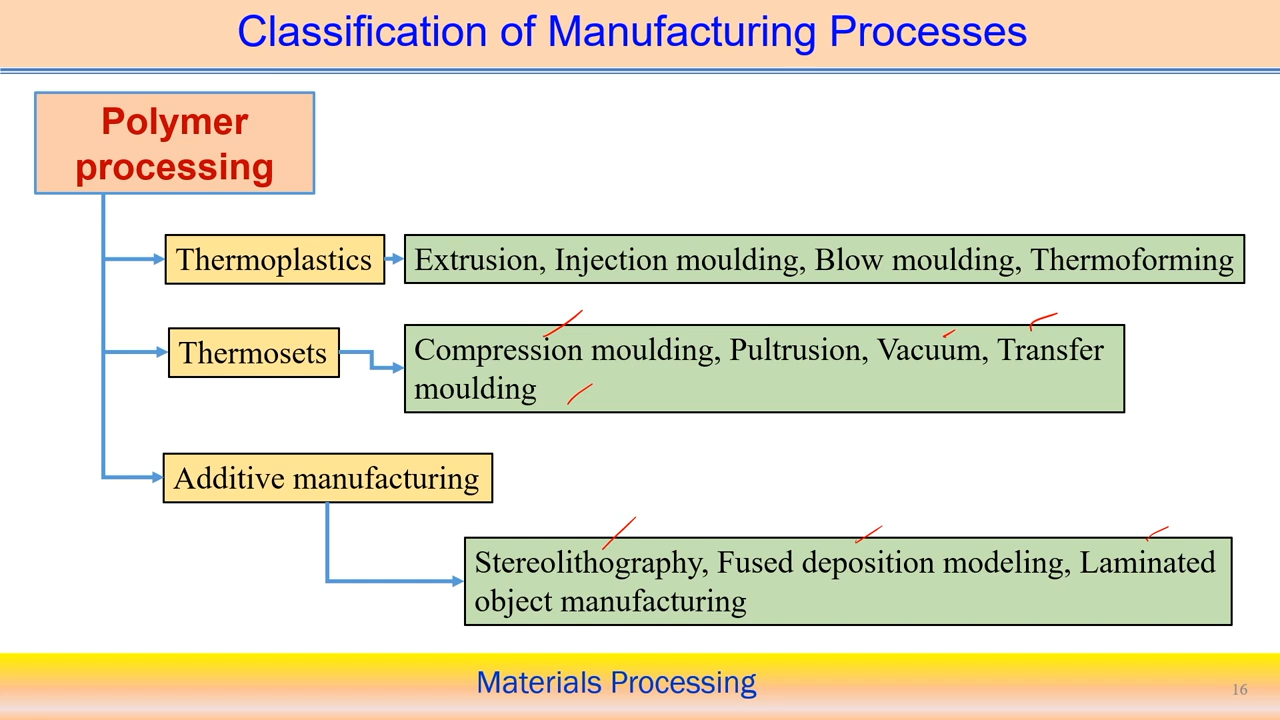 Classification of Manufacturing Processes
Polymer
processing
Thermoplastics
Extrusion, Injection moulding, Blow moulding, Thermoforming
Thermosets
Compression moulding, Pultrusion, Vacuum, Transfer
moulding
Additive manufacturing
Stereolithography, Fused deposition modeling, Laminated
object manufacturing
Materials Processing
16